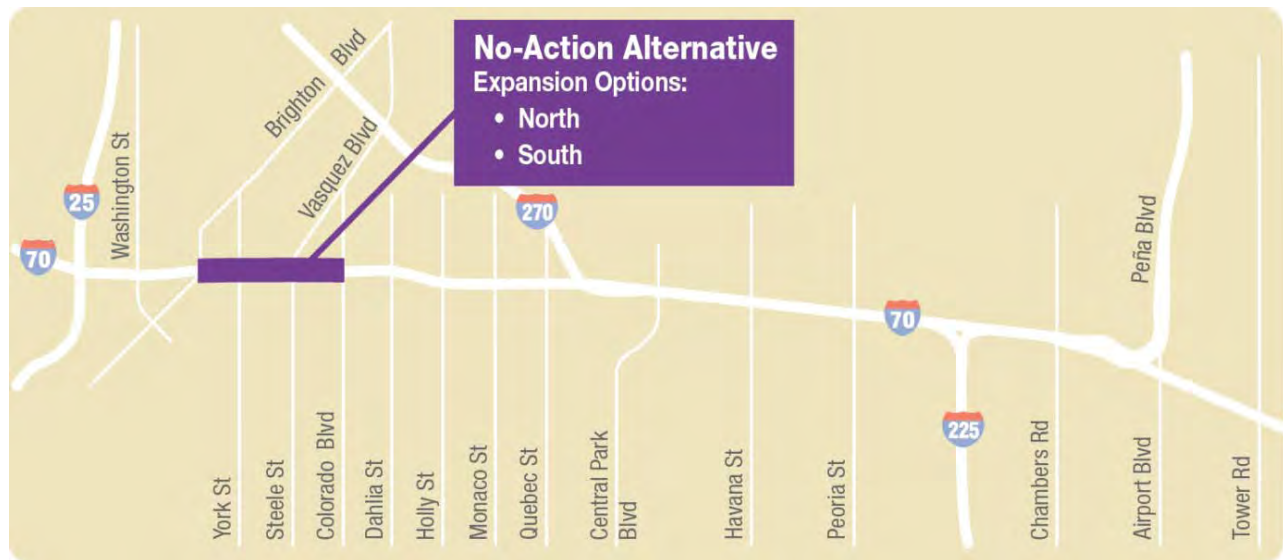 No-Action Alternative
Expansion Options:
• North
• South
Brighton Blvd
Vasquez Blvd
Washington St
25
70
270
70
225
Peña Blvd
York St
Steele St
Colorado Blvd
Dahlia St
Holly St
Monaco St
Quebec St
Central Park
Blvd
Havana St
Peoria St
Chambers Rd
Airport Blvd
Tower Rd